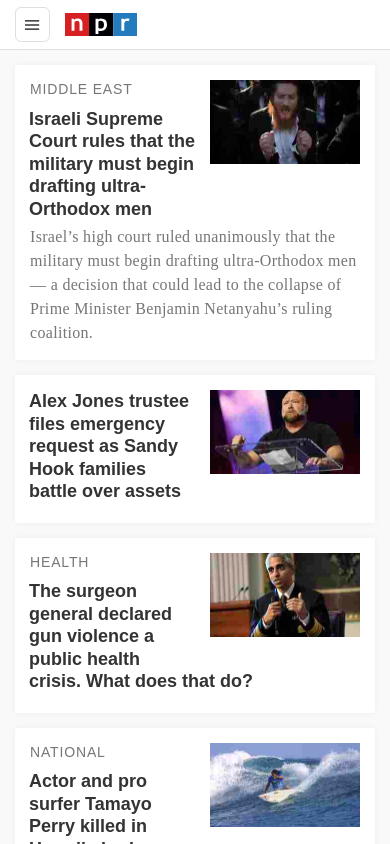 npr
MIDDLE EAST
Israeli Supreme
Court rules that the
military must begin
drafting ultra-
Orthodox men
Israel’s high court ruled unanimously that the
military must begin drafting ultra-Orthodox men
— a decision that could lead to the collapse of
Prime Minister Benjamin Netanyahu’s ruling
coalition.
Alex Jones trustee
files emergency
request as Sandy
Hook families
battle over assets
HEALTH
The surgeon
general declared
gun violence a
public health
crisis. What does that do?
NATIONAL
Actor and pro
surfer Tamayo
Perry killed in